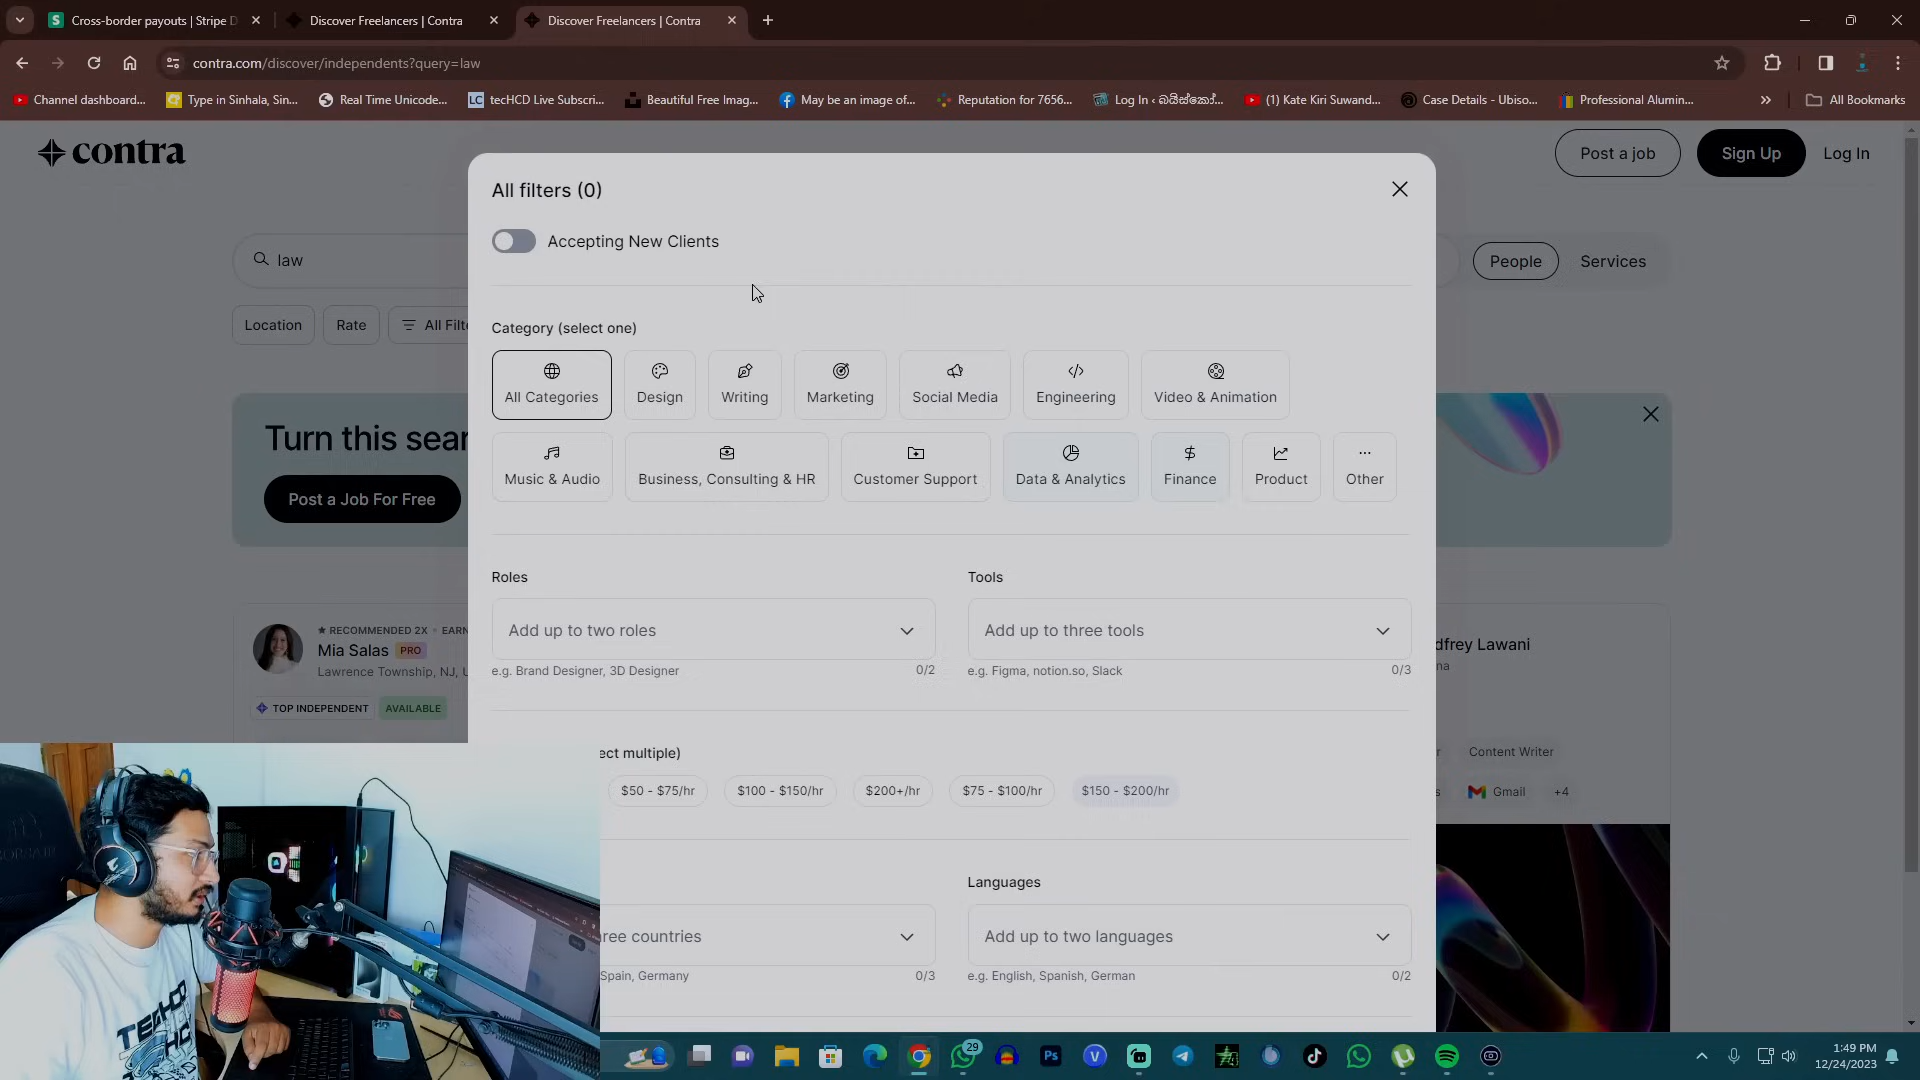 Cross-border payouts | Stripe D
Discover Freelancers | Contra
Discover Freelancers | Contra
contra.com/discover/independents?query=law
Channel dashboard...
Type in Sinhala, Sin...
Real Time Unicode...
LC tecHCD Live Subscri...
Beautiful Free Imag...
May be an image of...
Reputation for 7656...
Log In ‹ බයිස්කෝ...
(1) Kate Kiri Suwand...
Case Details - Ubiso...
Professional Alumin...
All Bookmarks
contra
Post a job
Sign Up
Log In
All filters (0)
Accepting New Clients
law
People
Services
Location
Rate
All Filte
Category (select one)
All Categories
Design
Writing
Marketing
Social Media
Engineering
Video & Animation
Turn this sear
Post a Job For Free
Music & Audio
Business, Consulting & HR
Customer Support
Data & Analytics
Finance
Product
Other
Roles
Tools
Add up to two roles
Add up to three tools
e.g. Brand Designer, 3D Designer
0/2
e.g. Figma, notion.so, Slack
0/3
RECOMMENDED 2X
EARN
Mia Salas PRO
Lawrence Township, NJ, U
TOP INDEPENDENT
AVAILABLE
dfrey Lawani
na
ect multiple)
r
Content Writer
$50 - $75/hr
$100 - $150/hr
$200+/hr
$75 - $100/hr
$150 - $200/hr
s
Gmail
+4
Languages
ree countries
Add up to two languages
Spain, Germany
0/3
e.g. English, Spanish, German
0/2
29
Ps
1:49 PM
12/24/2023